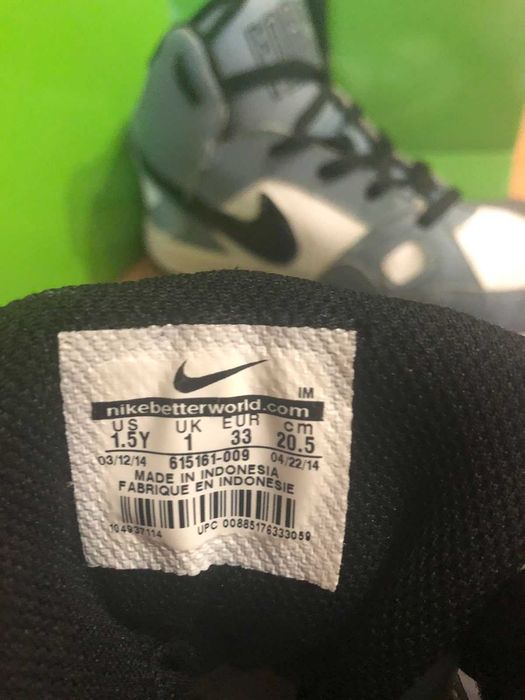 IM
nikebetterworld.com
US UK EUR cm
1.5Y 1 33 20.5
03/12/14 615161-009 04/22/14
MADE IN INDONESIA
FABRIQUE EN INDONESIE
104937114 UPC 00885176333059